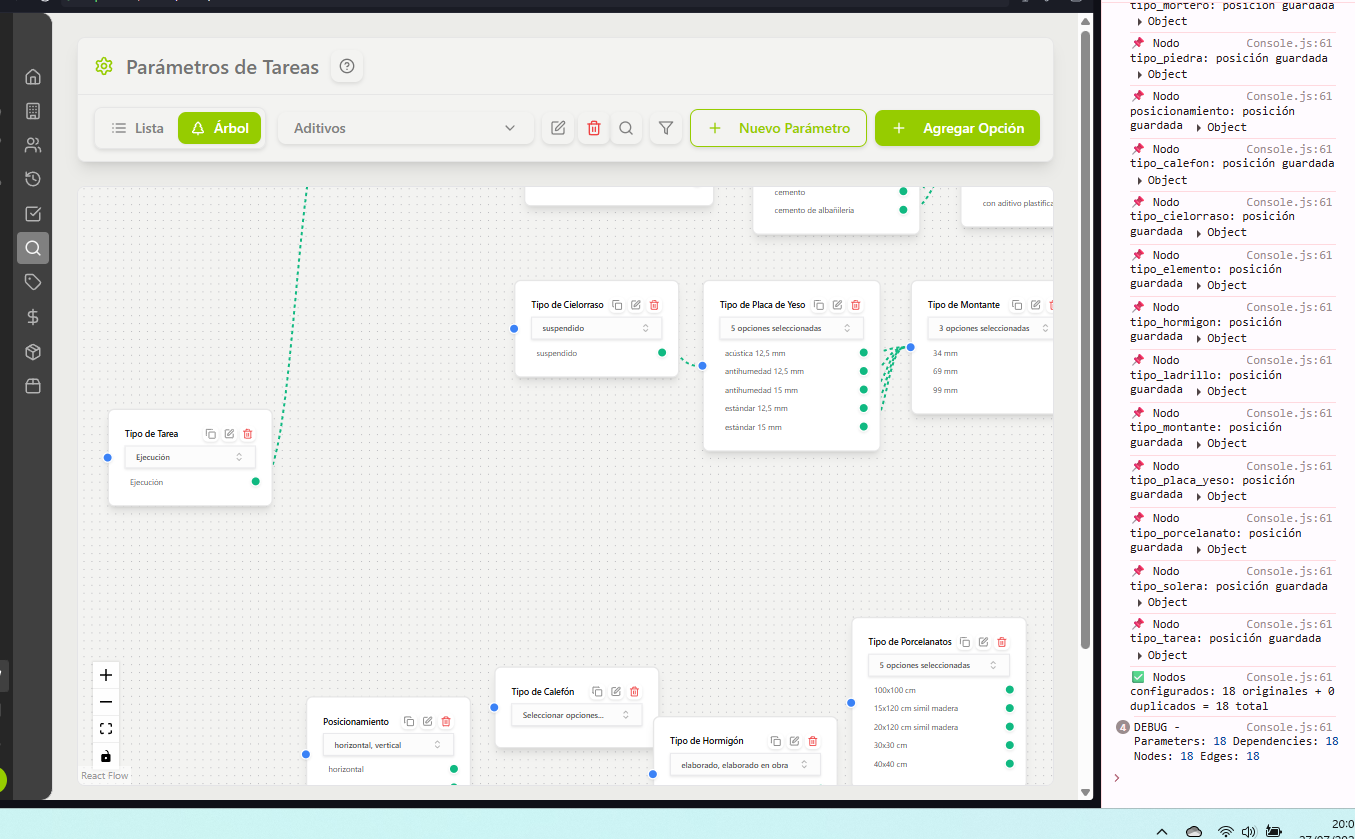 Parámetros de Tareas
Lista
Árbol
Aditivos
Nuevo Parámetro
Agregar Opción
cemento
cemento de albañileria
con aditivo plastifica
Tipo de Cielorraso
suspendido
suspendido
Tipo de Placa de Yeso
5 opciones seleccionadas
acústica 12,5 mm
antihumedad 12,5 mm
antihumedad 15 mm
estándar 12,5 mm
estándar 15 mm
Tipo de Montante
3 opciones seleccionadas
34 mm
69 mm
99 mm
Tipo de Tarea
Ejecución
Ejecución
Posicionamiento
horizontal, vertical
horizontal
Tipo de Calefón
Seleccionar opciones...
Tipo de Hormigón
elaborado, elaborado en obra
Tipo de Porcelanatos
5 opciones seleccionadas
100x100 cm
15x120 cm simil madera
20x120 cm simil madera
30x30 cm
40x40 cm
React Flow
tipo_mortero: posición guardada
Object
Nodo Console.js:61
tipo_piedra: posición guardada
Object
Nodo Console.js:61
posicionamiento: posición
guardada Object
Nodo Console.js:61
tipo_calefon: posición guardada
Object
Nodo Console.js:61
tipo_cielorraso: posición
guardada Object
Nodo Console.js:61
tipo_elemento: posición
guardada Object
Nodo Console.js:61
tipo_hormigon: posición
guardada Object
Nodo Console.js:61
tipo_ladrillo: posición
guardada Object
Nodo Console.js:61
tipo_montante: posición
guardada Object
Nodo Console.js:61
tipo_placa_yeso: posición
guardada Object
Nodo Console.js:61
tipo_porcelanato: posición
guardada Object
Nodo Console.js:61
tipo_solera: posición guardada
Object
Nodo Console.js:61
tipo_tarea: posición guardada
Object
Nodos Console.js:61
configurados: 18 originales + 0
duplicados = 18 total
4 DEBUG - Console.js:61
Parameters: 18 Dependencies: 18
Nodes: 18 Edges: 18
20:0